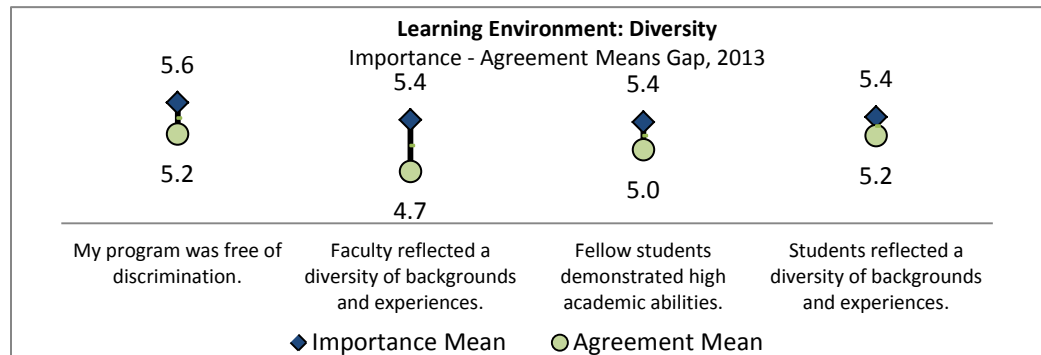 Learning Environment: Diversity
Importance - Agreement Means Gap, 2013
5.6
5.4
5.4
5.4
5.2
4.7
5.0
5.2
My program was free of
discrimination.
Faculty reflected a
diversity of backgrounds
and experiences.
Fellow students
demonstrated high
academic abilities.
Students reflected a
diversity of backgrounds
and experiences.
Importance Mean
Agreement Mean